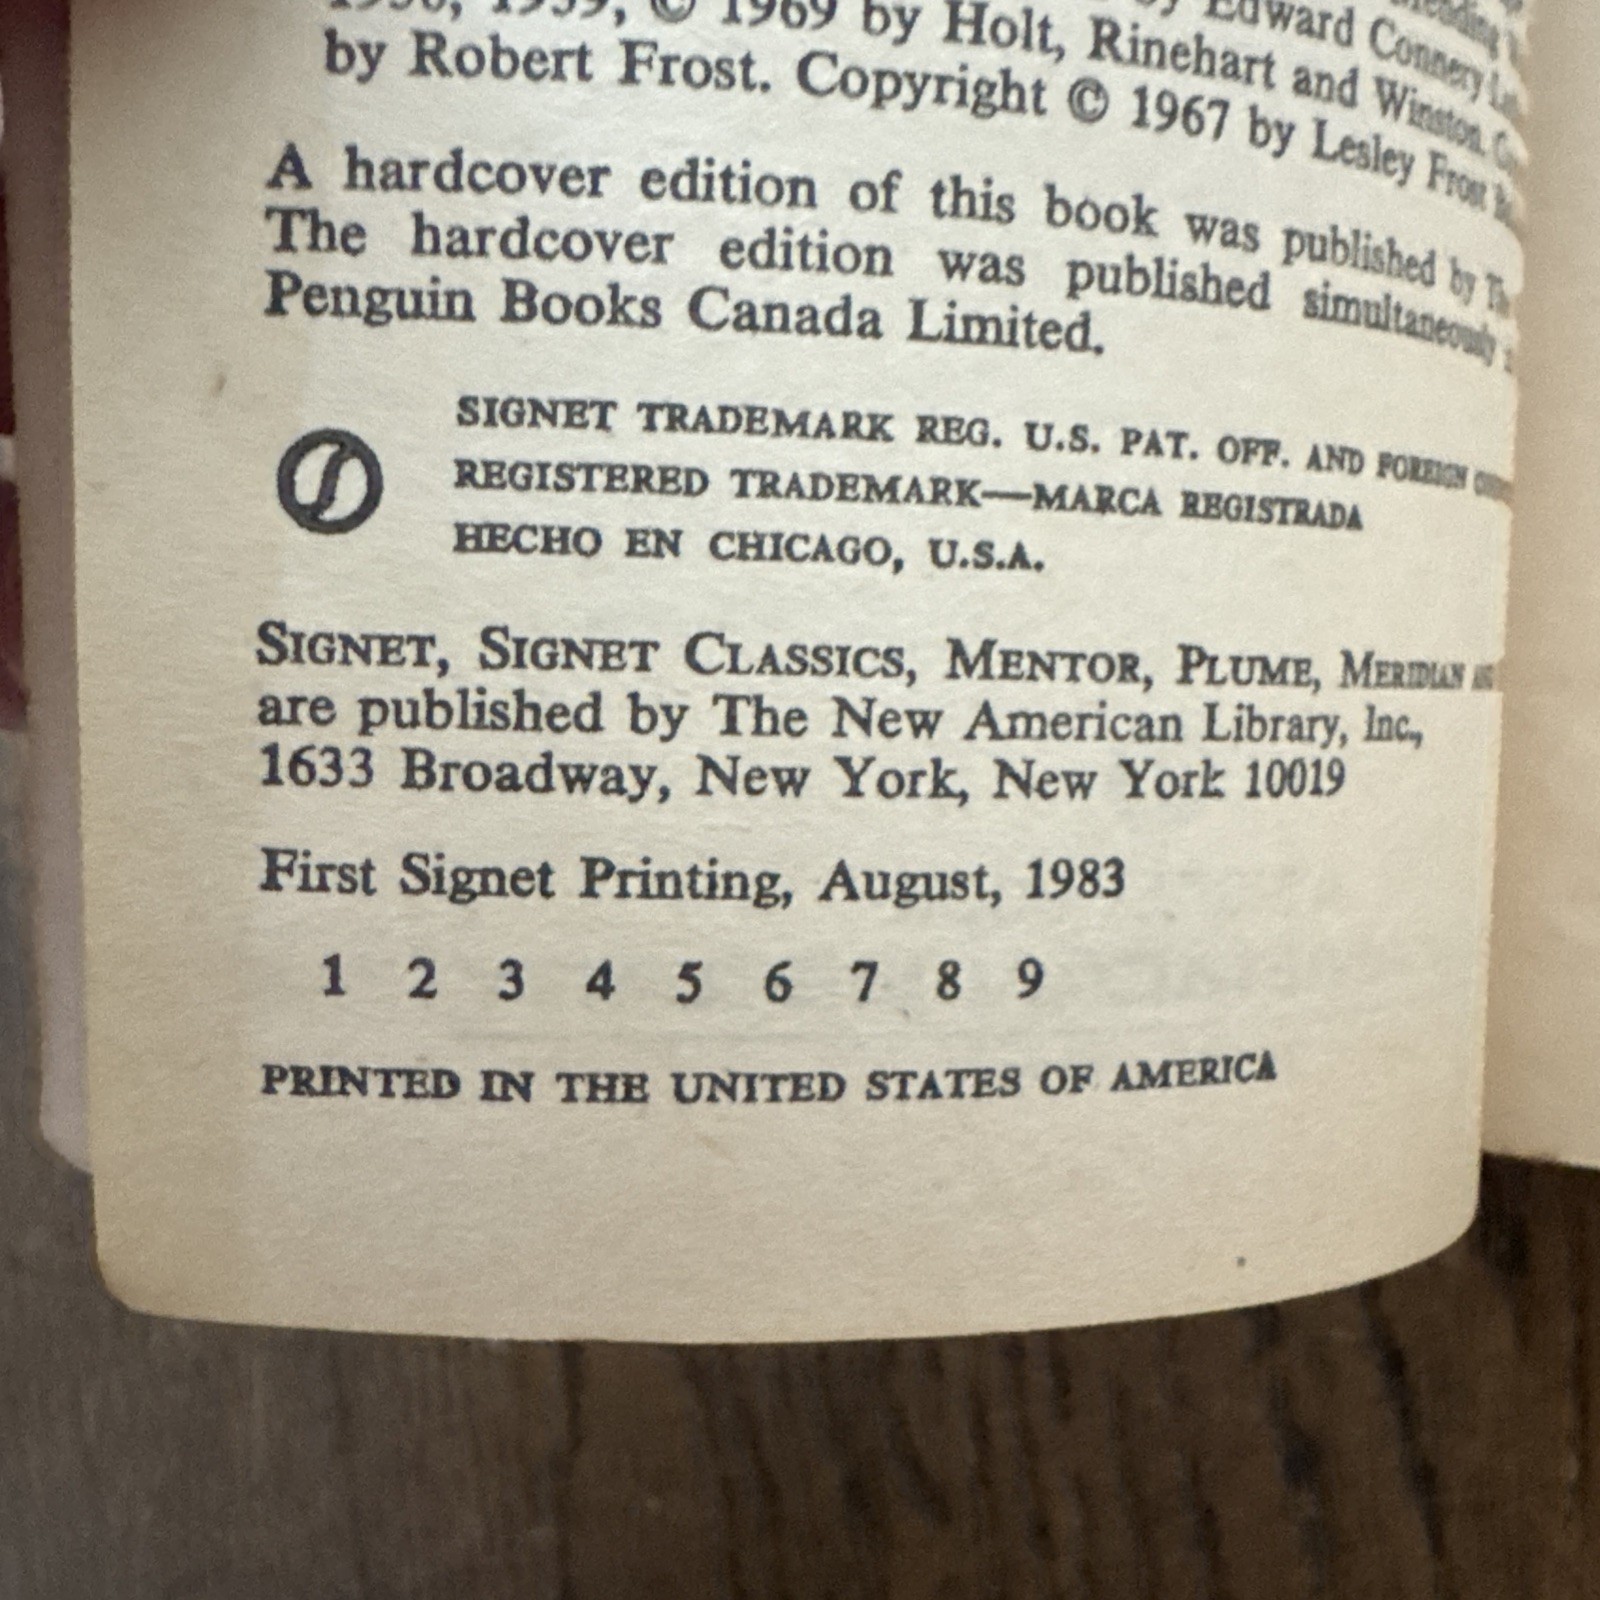 1969 by Holt, Rinehart and Winston.
by Edward Connery
by Robert Frost. Copyright © 1967 by Lesley Frost
A hardcover edition of this book was published by
The hardcover edition was published simultaneously
Penguin Books Canada Limited.
SIGNET TRADEMARK REG. U.S. PAT. OFF. AND FOREIGN
REGISTERED TRADEMARK—MARCA REGISTRADA
HECHO EN CHICAGO, U.S.A.
SIGNET, SIGNET CLASSICS, MENTOR, PLUME, MERIDIAN
are published by The New American Library, Inc.,
1633 Broadway, New York, New York 10019
First Signet Printing, August, 1983
1 2 3 4 5 6 7 8 9
PRINTED IN THE UNITED STATES OF AMERICA